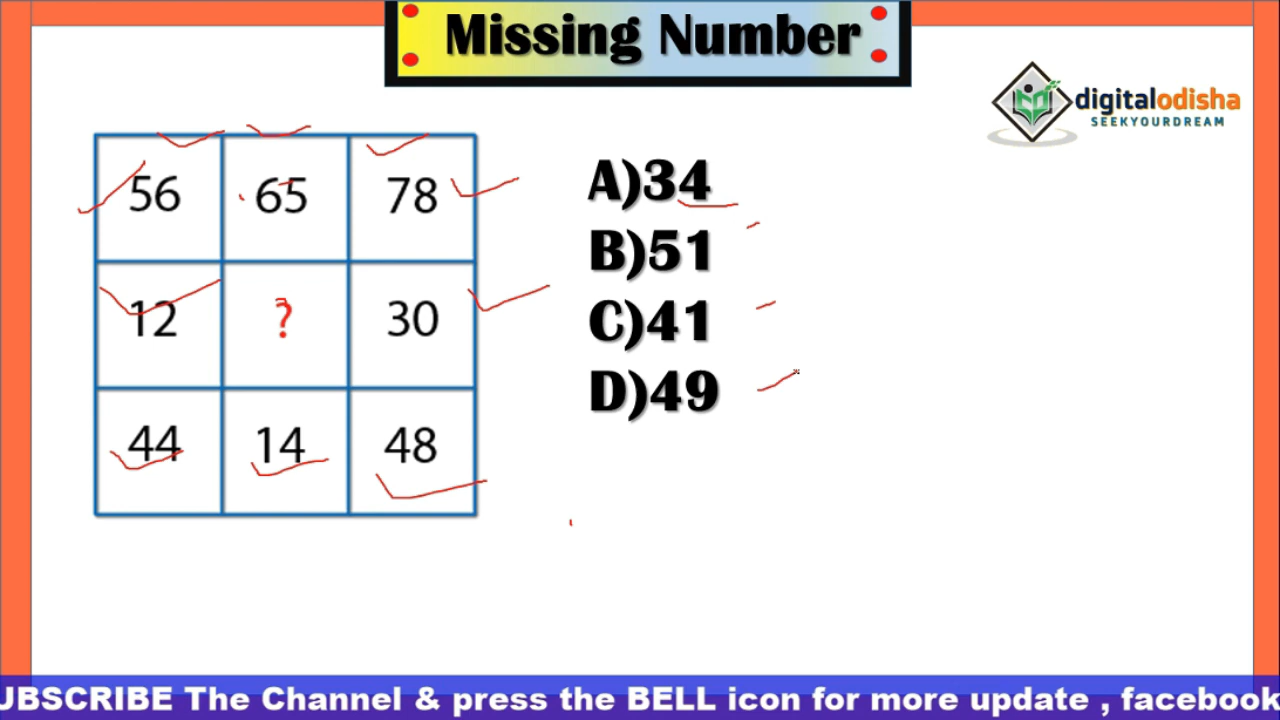 Missing Number
digitalodisha
SEEKYOURDREAM
56 65 78
12 ? 30
44 14 48
A)34
B)51
C)41
D)49
UBSCRIBE The Channel & press the BELL icon for more update , facebook